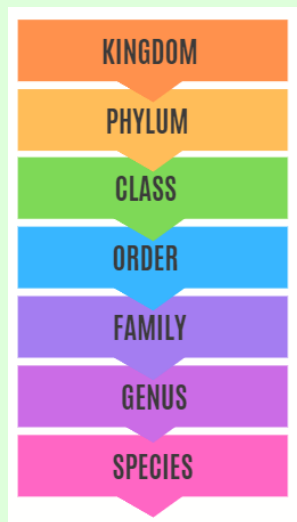 KINGDOM
PHYLUM
CLASS
ORDER
FAMILY
GENUS
SPECIES